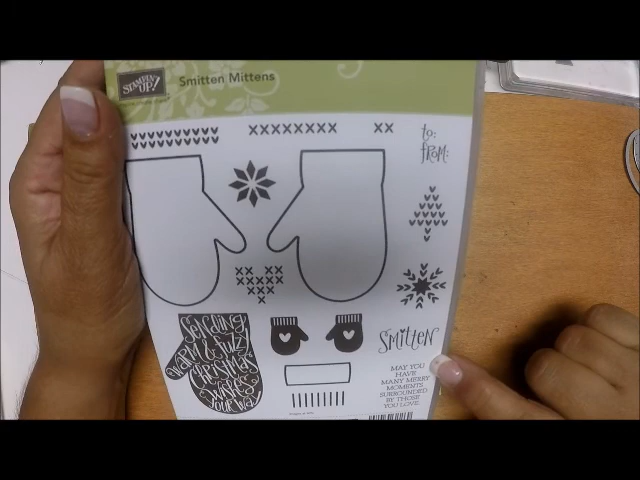 STAMPIN' UP!
Smitten Mittens
to:
from:
Sending
warm & fuzzy
Christmas
wishes
your way
Smitten
MAY YOU
HAVE
MANY MERRY
MOMENTS
SURROUNDED
BY THOSE
YOU LOVE